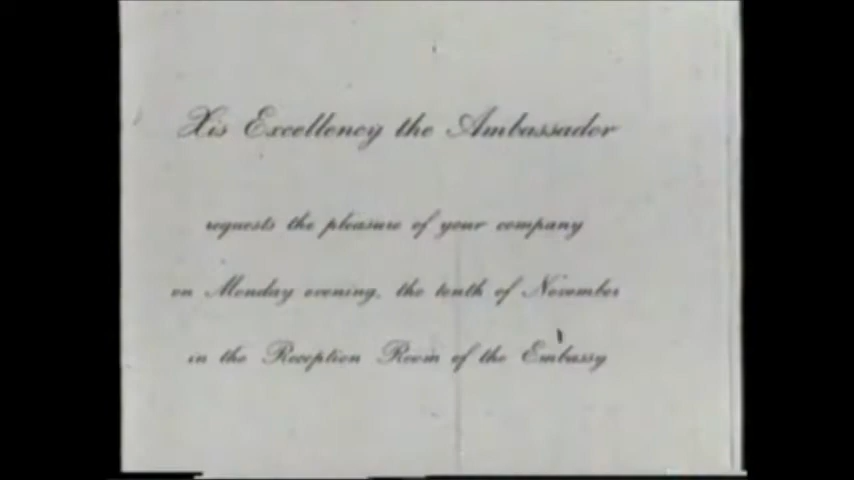 His Excellency the Ambassador
requests the pleasure of your company
on Monday evening, the tenth of November
in the Reception Room of the Embassy